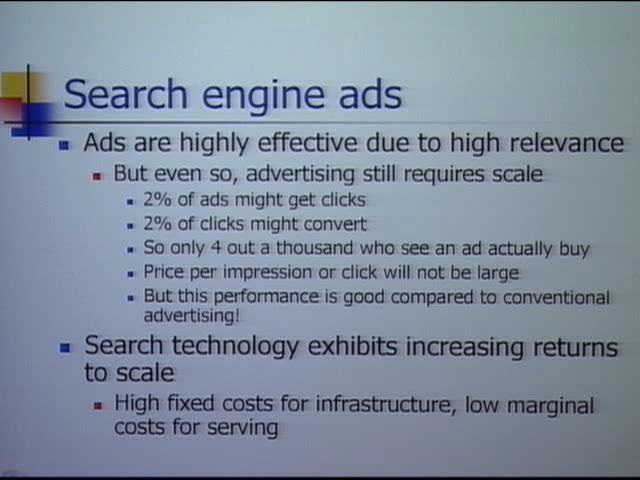 Search engine ads
Ads are highly effective due to high relevance
But even so, advertising still requires scale
2% of ads might get clicks
2% of clicks might convert
So only 4 out a thousand who see an ad actually buy
Price per impression or click will not be large
But this performance is good compared to conventional
advertising!
Search technology exhibits increasing returns
to scale
High fixed costs for infrastructure, low marginal
costs for serving